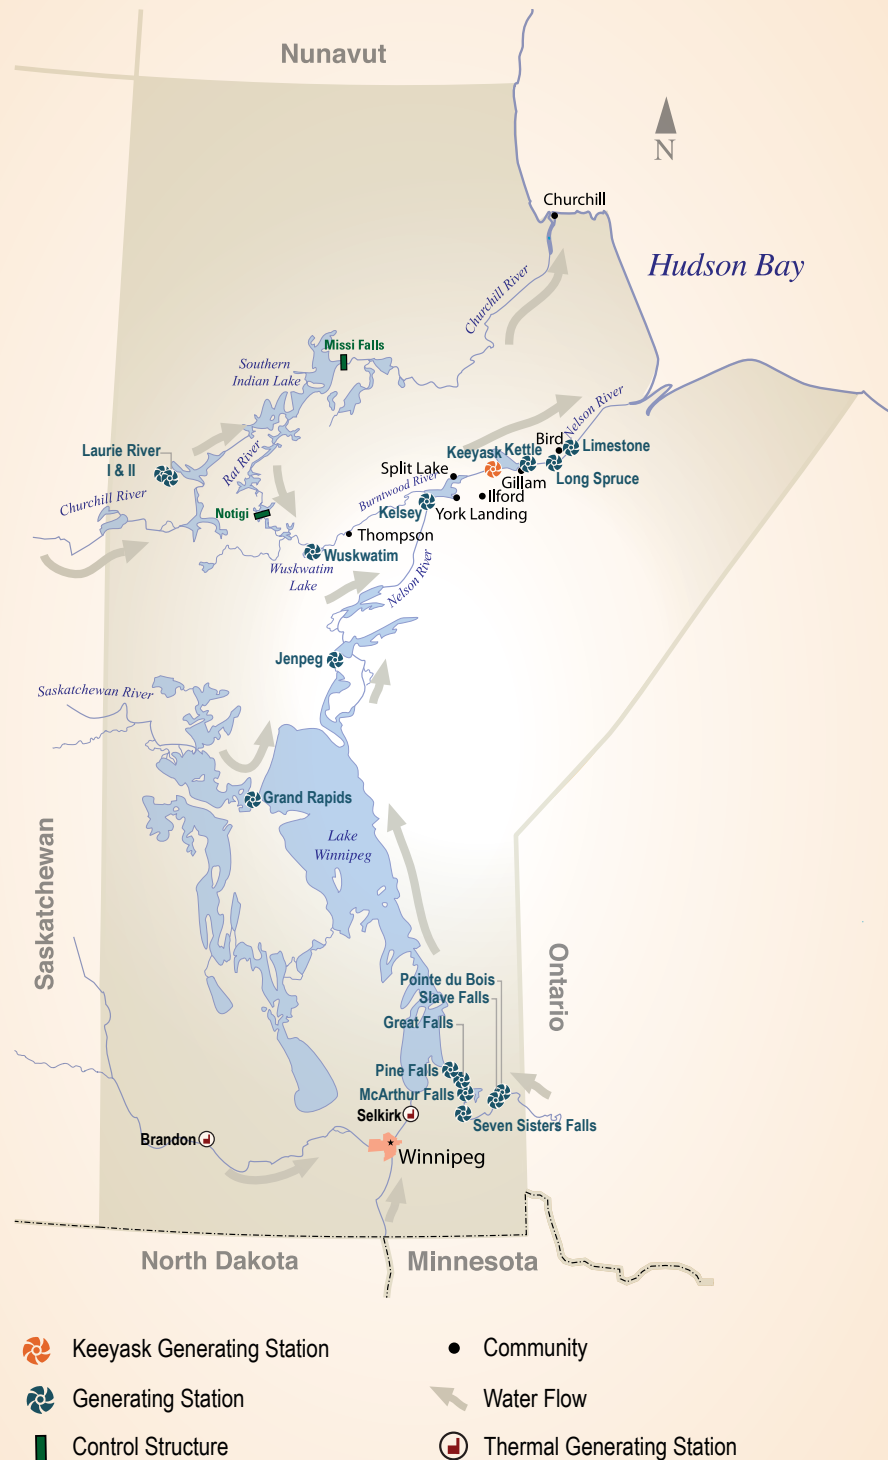 Nunavut
N
Churchill
Hudson Bay
Churchill River
Missi Falls
Southern
Indian Lake
Nelson River
Bird
Limestone
Keeyask
Kettle
Laurie River
I & II
Rat River
Split Lake
Gillam
Long Spruce
Burntwood River
Ilford
Churchill River
Kelsey
York Landing
Notigi
Thompson
Wuskwatim
Wuskwatim
Lake
Nelson River
Jenpeg
Saskatchewan River
Grand Rapids
Lake
Winnipeg
Saskatchewan
Ontario
Pointe du Bois
Slave Falls
Great Falls
Pine Falls
McArthur Falls
Selkirk
Seven Sisters Falls
Brandon
Winnipeg
North Dakota
Minnesota
Keeyask Generating Station
Community
Generating Station
Water Flow
Control Structure
Thermal Generating Station